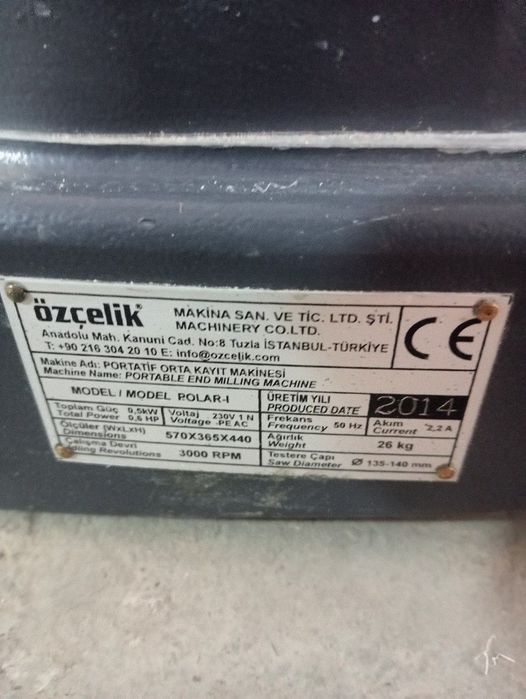 özçelik MAKİNA SAN. VE TİC. LTD. ŞTİ.
MACHINERY CO.LTD.
Anadolu Mah. Kanuni Cad. No:8 Tuzla İSTANBUL-TÜRKİYE
T: +90 216 304 20 10 E: info@ozcelik.com
CE
Makine Adı: PORTATİF ORTA KAYIT MAKİNESİ
Machine Name: PORTABLE END MILLING MACHINE
MODEL / MODEL POLAR-I
ÜRETİM YILI
PRODUCED DATE 2014
Toplam Güç 0,5kW
Total Power 0,6 HP
Voltaj 230V 1 N
Voltage -PE AC
Frekans
Frequency 50 Hz
Akım
Current 2,2 A
Ölçüler (WxLxH)
Dimensions 570X365X440
Ağırlık
Weight 26 kg
Çalışma Devri
Revolutions 3000 RPM
Testere Çapı
Saw Diameter Ø 135-140 mm